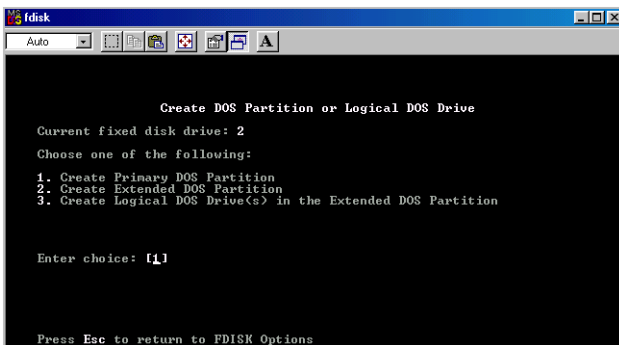 fdisk
Auto
A
Create DOS Partition or Logical DOS Drive
Current fixed disk drive: 2
Choose one of the following:
1. Create Primary DOS Partition
2. Create Extended DOS Partition
3. Create Logical DOS Drive(s) in the Extended DOS Partition
Enter choice: [1]
Press Esc to return to FDISK Options